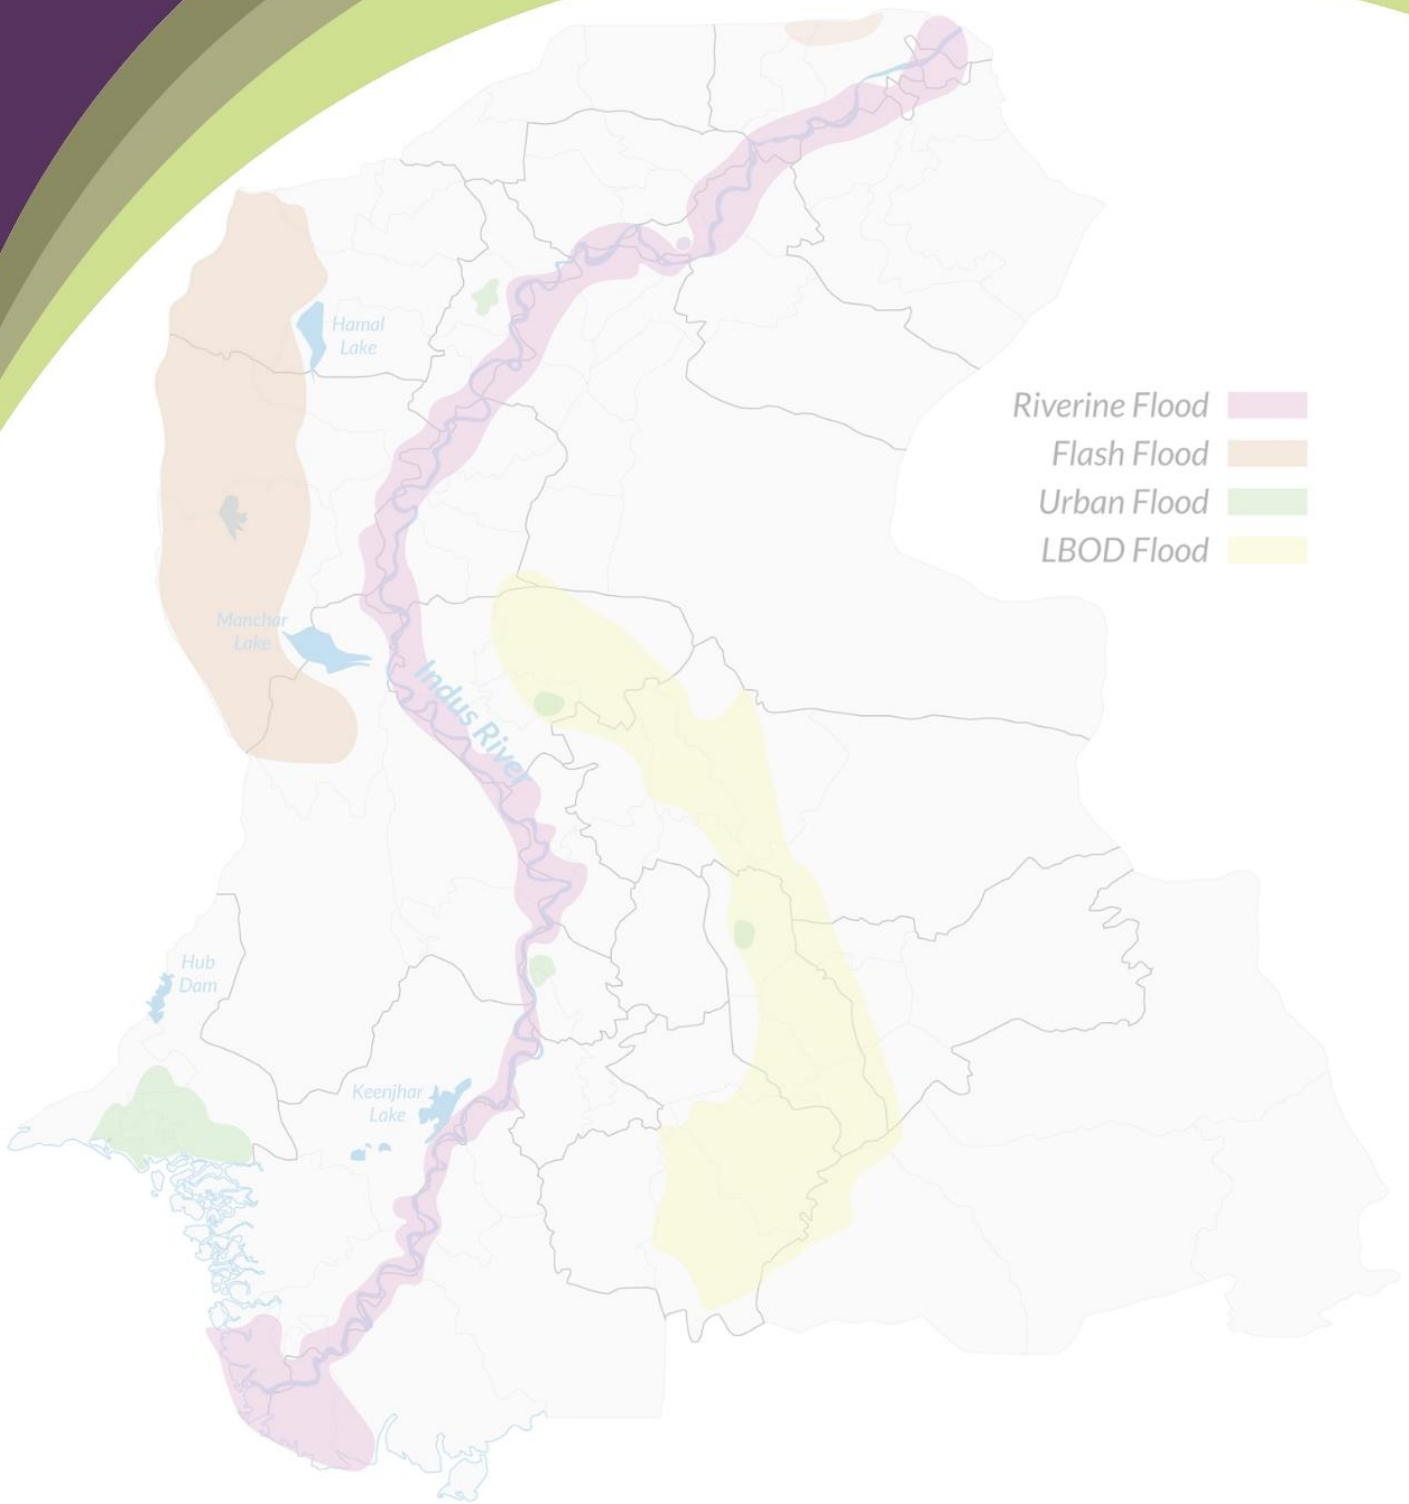 Hamal
Lake
Riverine Flood
Flash Flood
Urban Flood
LBOD Flood
Manchar
Lake
Indus River
Hub
Dam
Keenjhar
Lake